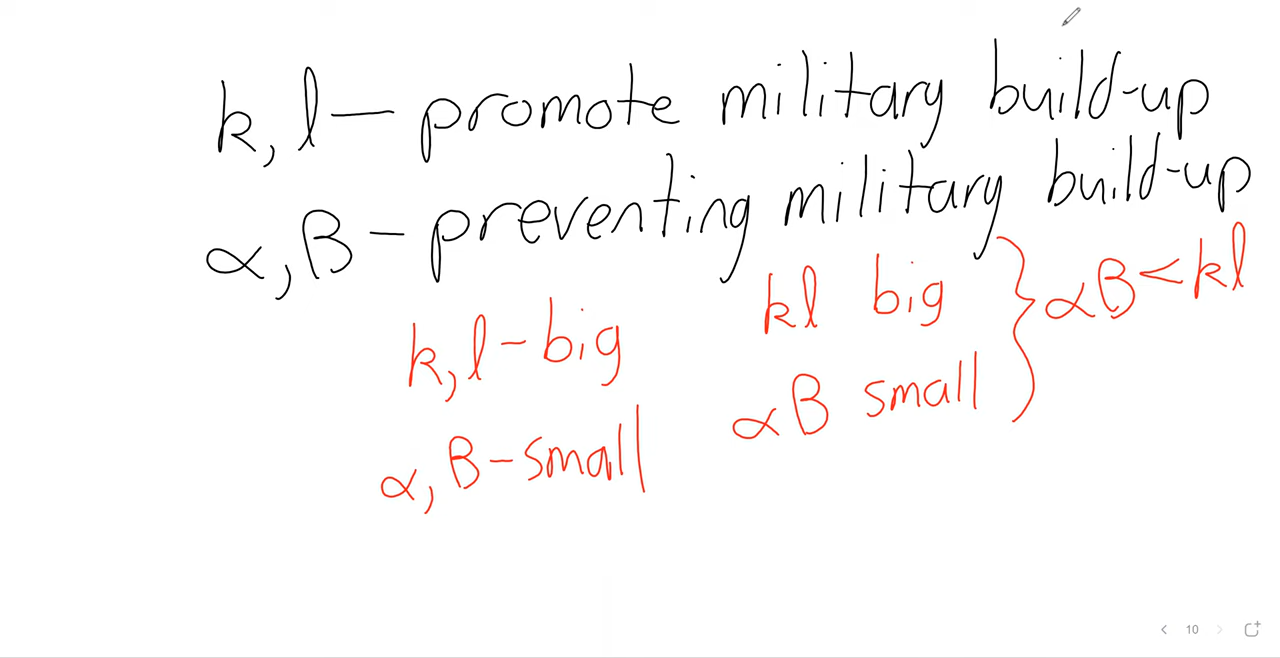 k, l — promote military build-up
α, B — preventing military build-up
k, l - big
α, B - small
kl big
αB small
} αB < kl
< 10 >